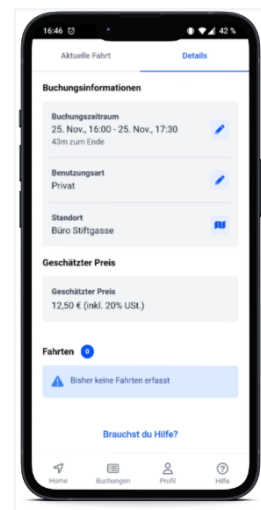 16:46 42 %
Aktuelle Fahrt Details
Buchungsinformationen
Buchungszeitraum
25. Nov., 16:00 - 25. Nov., 17:30
43m zum Ende
Benutzungsart
Privat
Standort
Büro Stiftgasse
Geschätzter Preis
Geschätzter Preis
12,50 € (inkl. 20% USt.)
Fahrten 0
Bisher keine Fahrten erfasst
Brauchst du Hilfe?
Home Buchungen Profil Hilfe